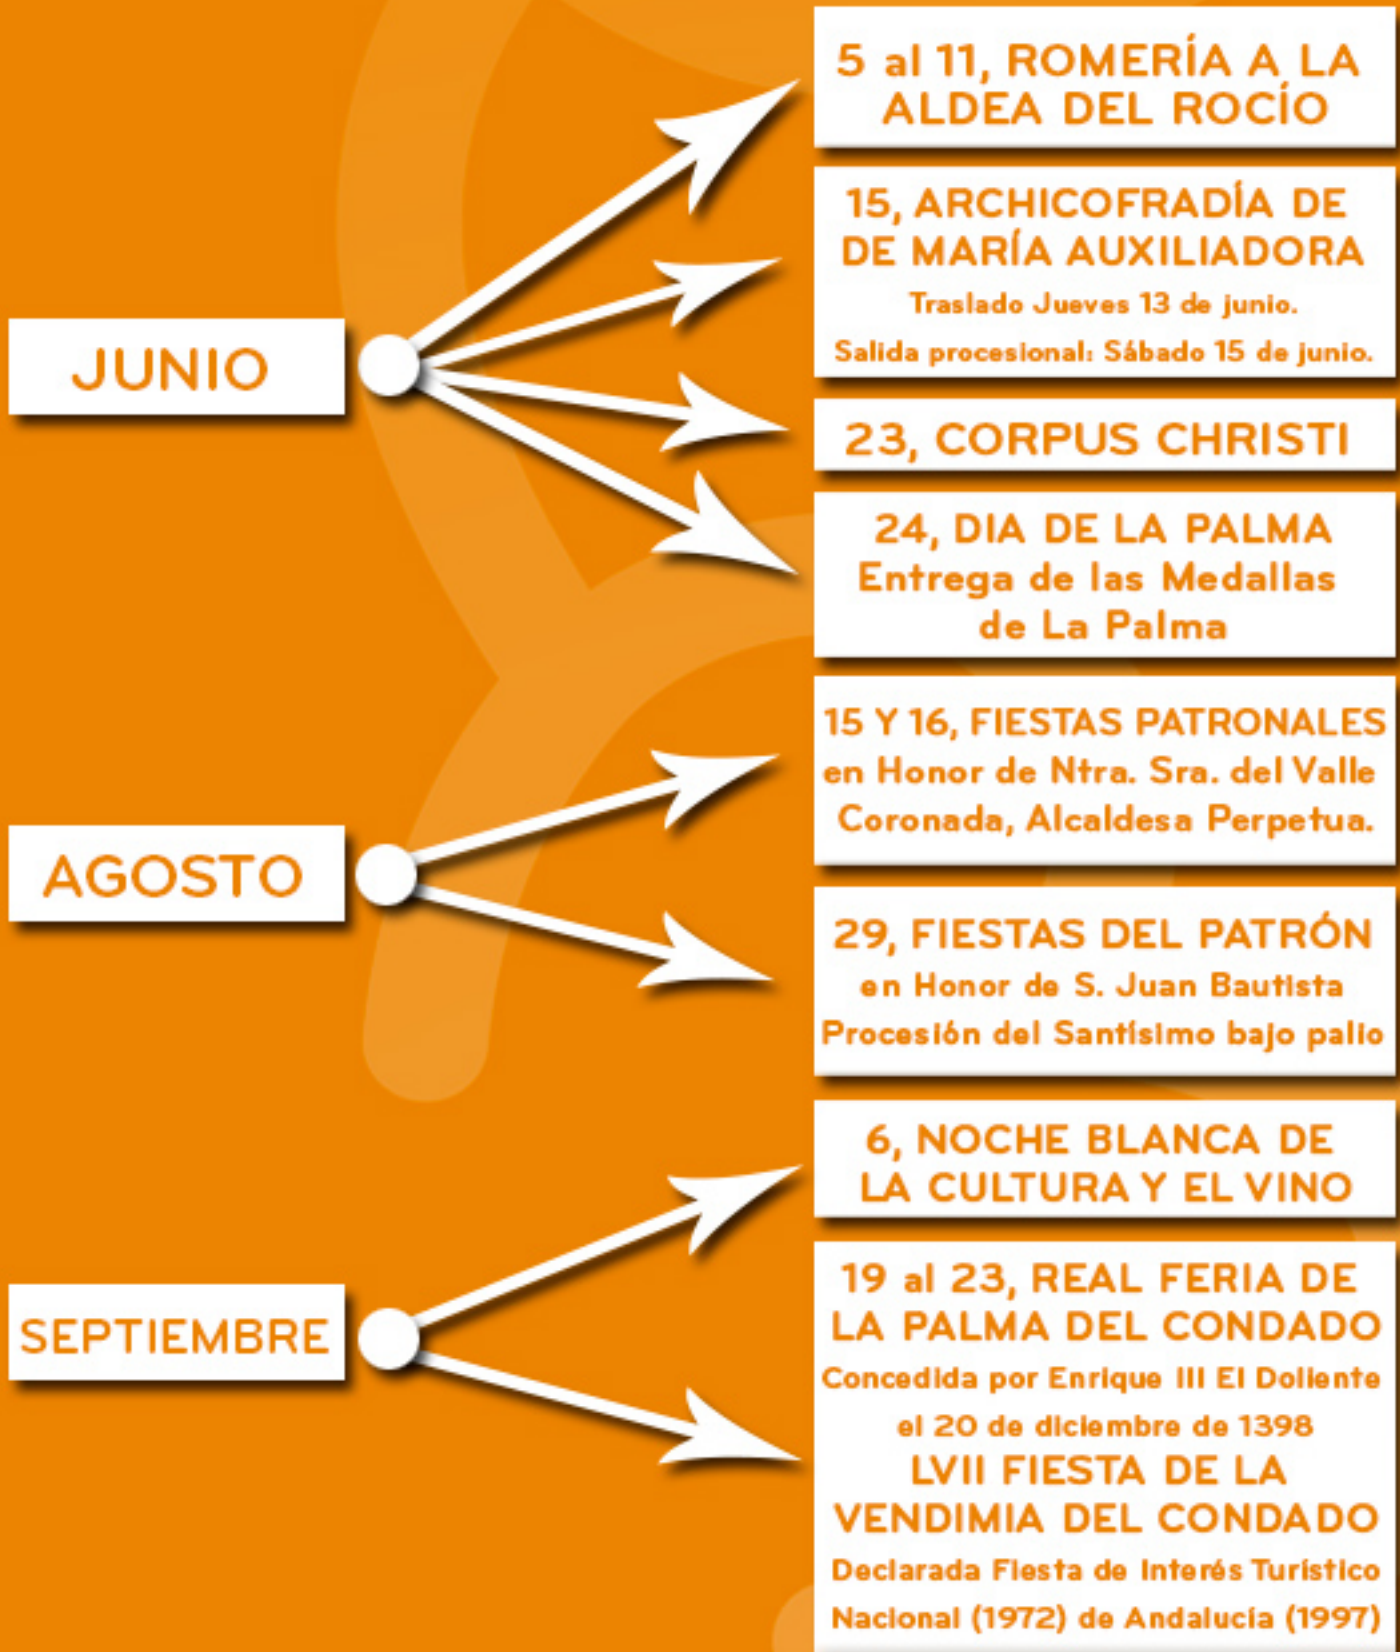 JUNIO
5 al 11, ROMERÍA A LA
ALDEA DEL ROCÍO
15, ARCHICOFRADÍA DE
DE MARÍA AUXILIADORA
Traslado Jueves 13 de junio.
Salida procesional: Sábado 15 de junio.
23, CORPUS CHRISTI
24, DIA DE LA PALMA
Entrega de las Medallas
de La Palma
AGOSTO
15 Y 16, FIESTAS PATRONALES
en Honor de Ntra. Sra. del Valle
Coronada, Alcaldesa Perpetua.
29, FIESTAS DEL PATRÓN
en Honor de S. Juan Bautista
Procesión del Santísimo bajo palio
SEPTIEMBRE
6, NOCHE BLANCA DE
LA CULTURA Y EL VINO
19 al 23, REAL FERIA DE
LA PALMA DEL CONDADO
Concedida por Enrique III El Doliente
el 20 de diciembre de 1398
LVII FIESTA DE LA
VENDIMIA DEL CONDADO
Declarada Fiesta de Interés Turístico
Nacional (1972) de Andalucía (1997)